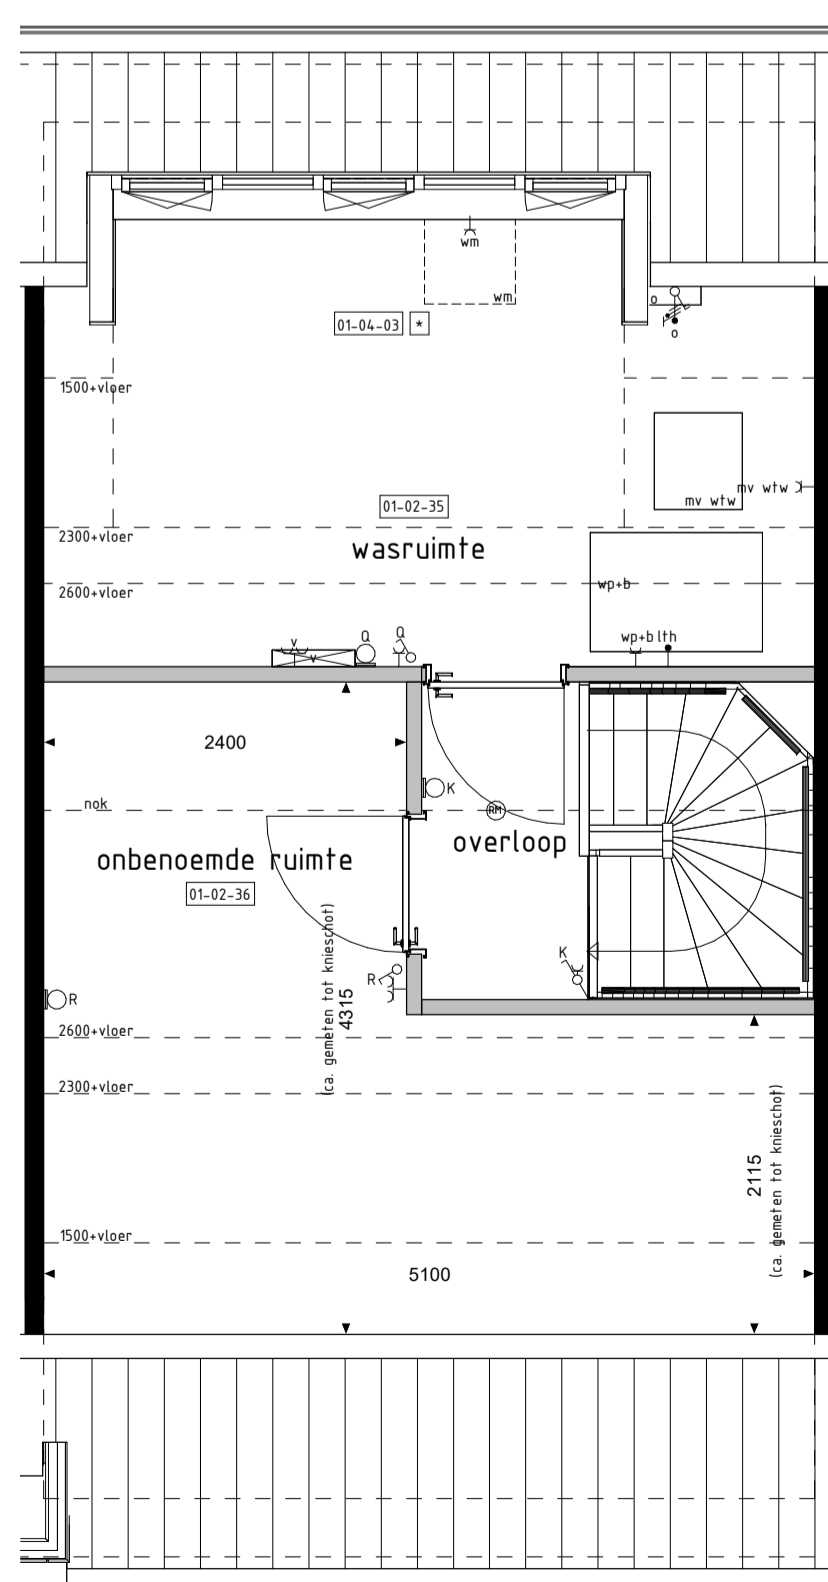 wm
wm
01-04-03 *
o
o
1500+vloer
mv wtw
mv wtw
01-02-35
2300+vloer
wasruimte
2600+vloer
wp+b
wp+b lth
v
v
Q
Q
2400
K
nok
RM
overloop
onbenoemde ruimte
01-02-36
(ca. gemeten tot knieschot)
4315
K
R
R
2600+vloer
2300+vloer
2115
(ca. gemeten tot knieschot)
1500+vloer
5100